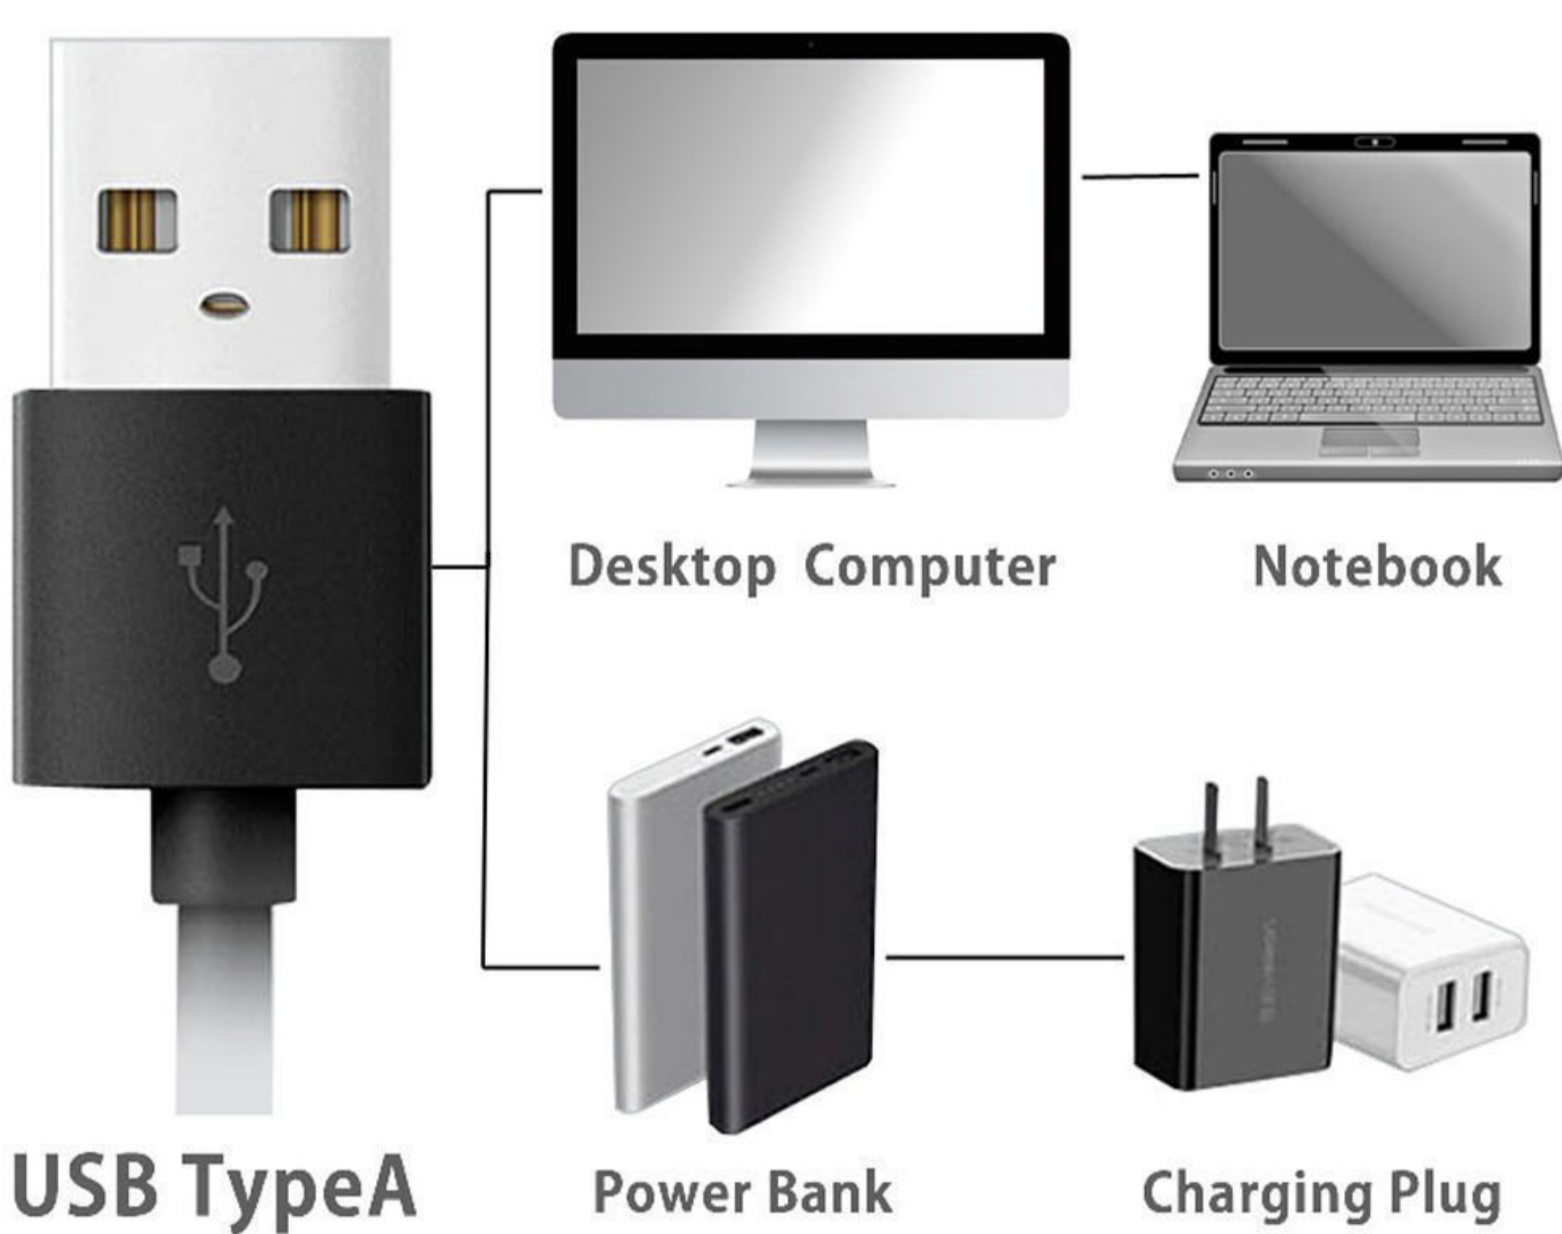 Desktop Computer
Notebook
USB TypeA
Power Bank
Charging Plug